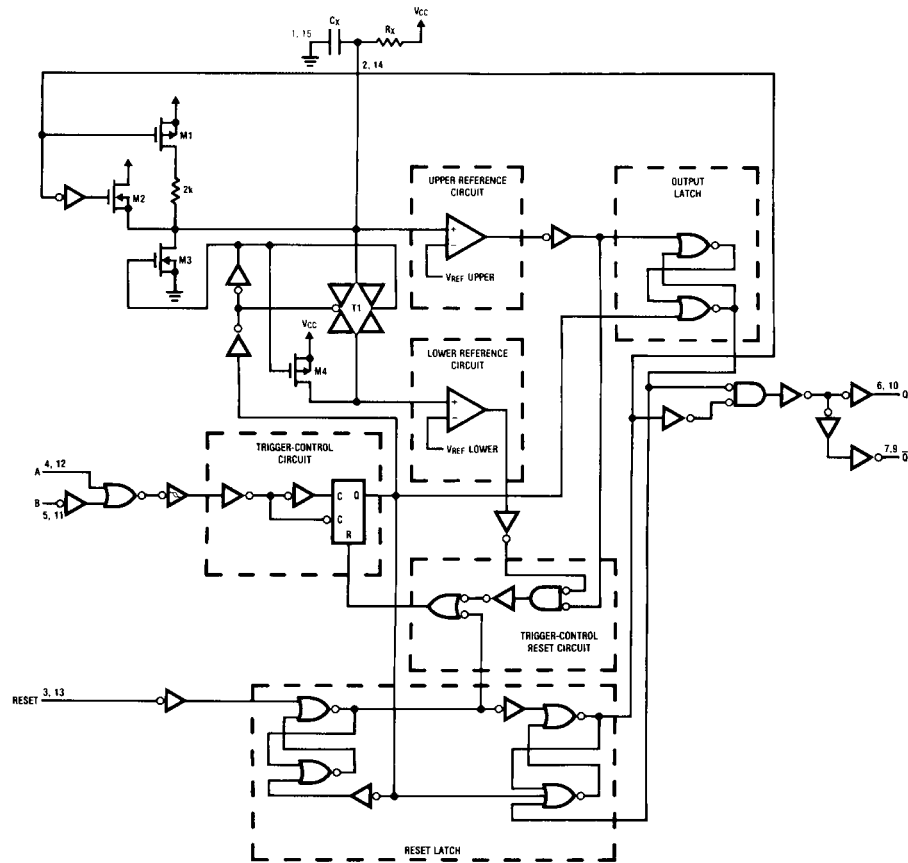 VCC
CX
RX
1, 15
2, 14
M1
2k
M2
M3
UPPER REFERENCE
CIRCUIT
+
−
VREF UPPER
OUTPUT
LATCH
T1
VCC
M4
LOWER REFERENCE
CIRCUIT
+
−
VREF LOWER
6, 10
Q
7,9
Q̅
TRIGGER-CONTROL
CIRCUIT
4, 12
A
B
5, 11
C Q
C
R
TRIGGER-CONTROL
RESET CIRCUIT
RESET
3, 13
RESET LATCH